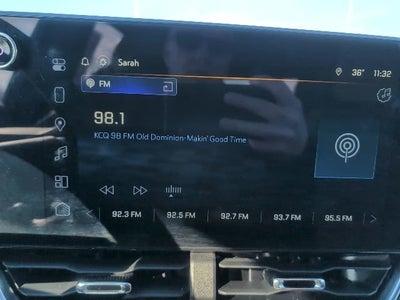 Sarah
36° 11:32
FM
98.1
KCQ 98 FM Old Dominion-Makin' Good Time
92.3 FM 92.5 FM 92.7 FM 93.7 FM 95.5 FM